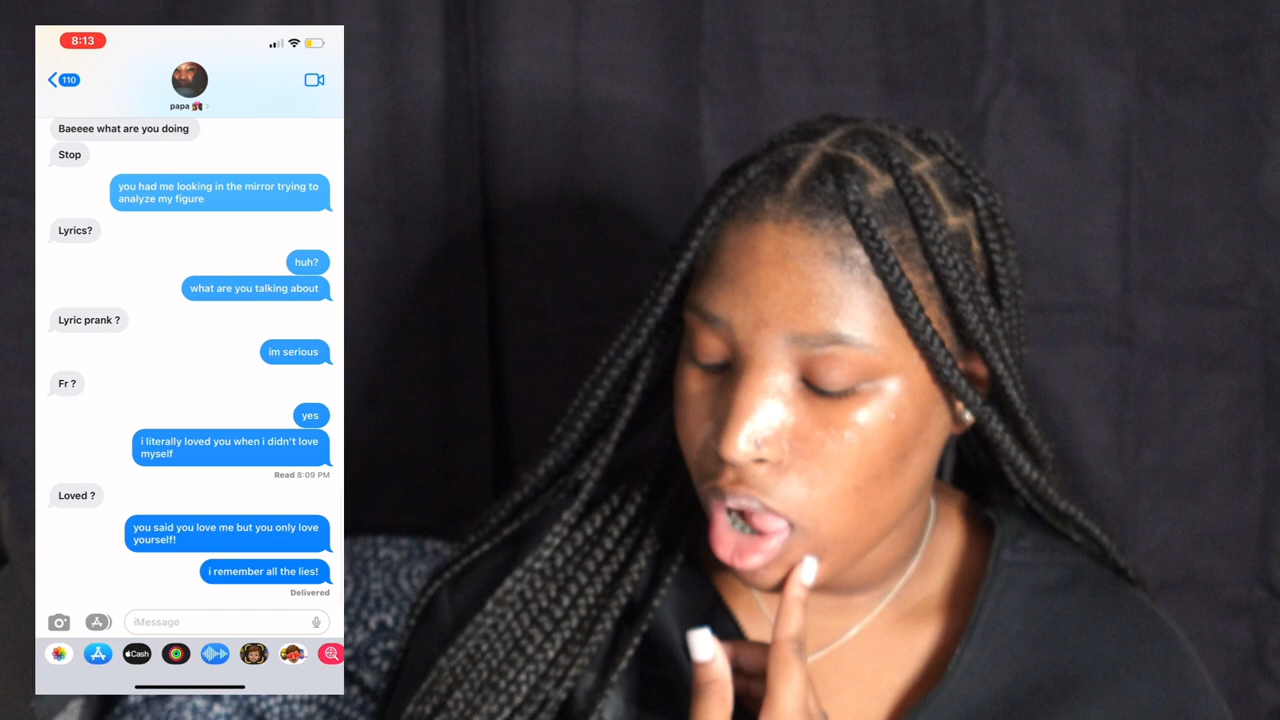 8:13
110
papa
Baeeee what are you doing
Stop
you had me looking in the mirror trying to
analyze my figure
Lyrics?
huh?
what are you talking about
Lyric prank ?
im serious
Fr ?
yes
i literally loved you when i didn't love
myself
Read 8:09 PM
Loved ?
you said you love me but you only love
yourself!
i remember all the lies!
Delivered
iMessage
Cash